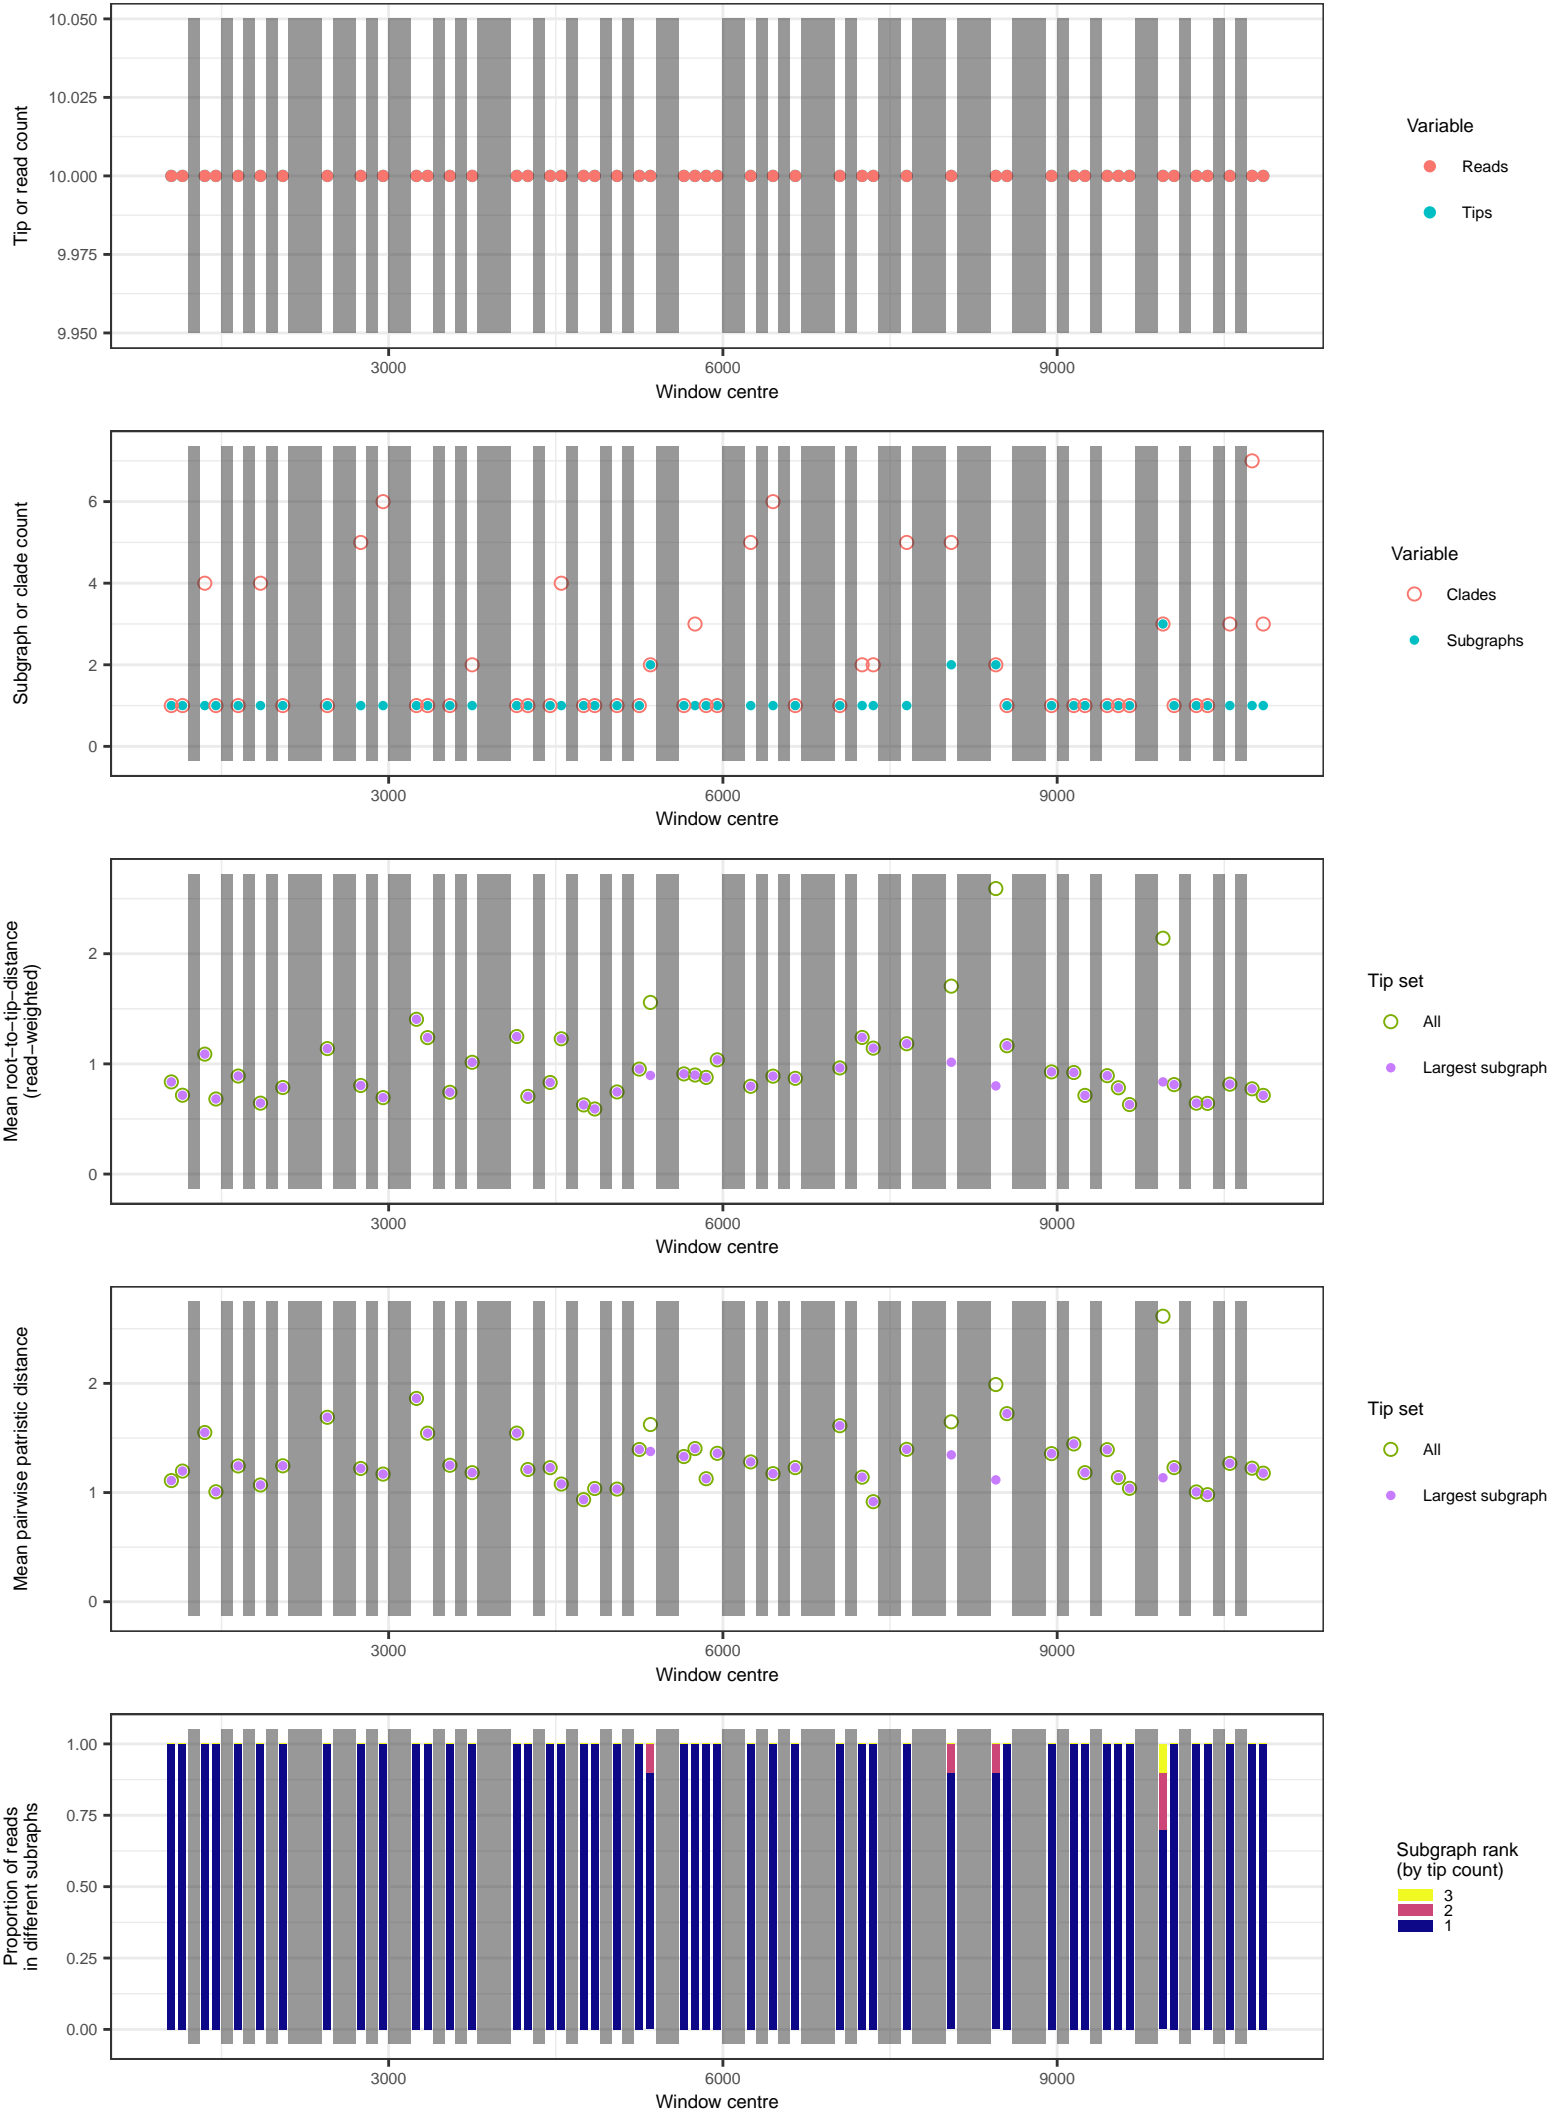 10.050
10.025
10.000
9.975
9.950
Tip or read count
3000
6000
9000
Window centre
Variable
Reads
Tips
6
4
2
0
Subgraph or clade count
3000
6000
9000
Window centre
Variable
Clades
Subgraphs
2
1
0
Mean root−to−tip−distance
(read−weighted)
3000
6000
9000
Window centre
Tip set
All
Largest subgraph
2
1
0
Mean pairwise patristic distance
3000
6000
9000
Window centre
Tip set
All
Largest subgraph
1.00
0.75
0.50
0.25
0.00
Proportion of reads
in different subraphs
3000
6000
9000
Window centre
Subgraph rank
(by tip count)
3
2
1